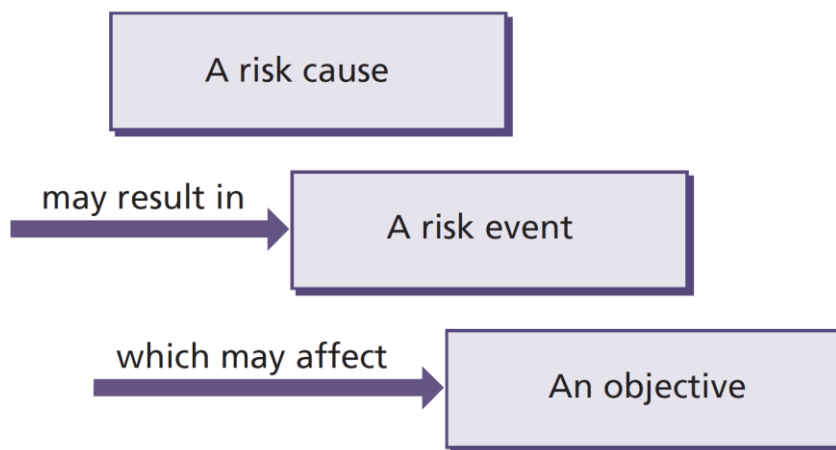 A risk cause
may result in
A risk event
which may affect
An objective